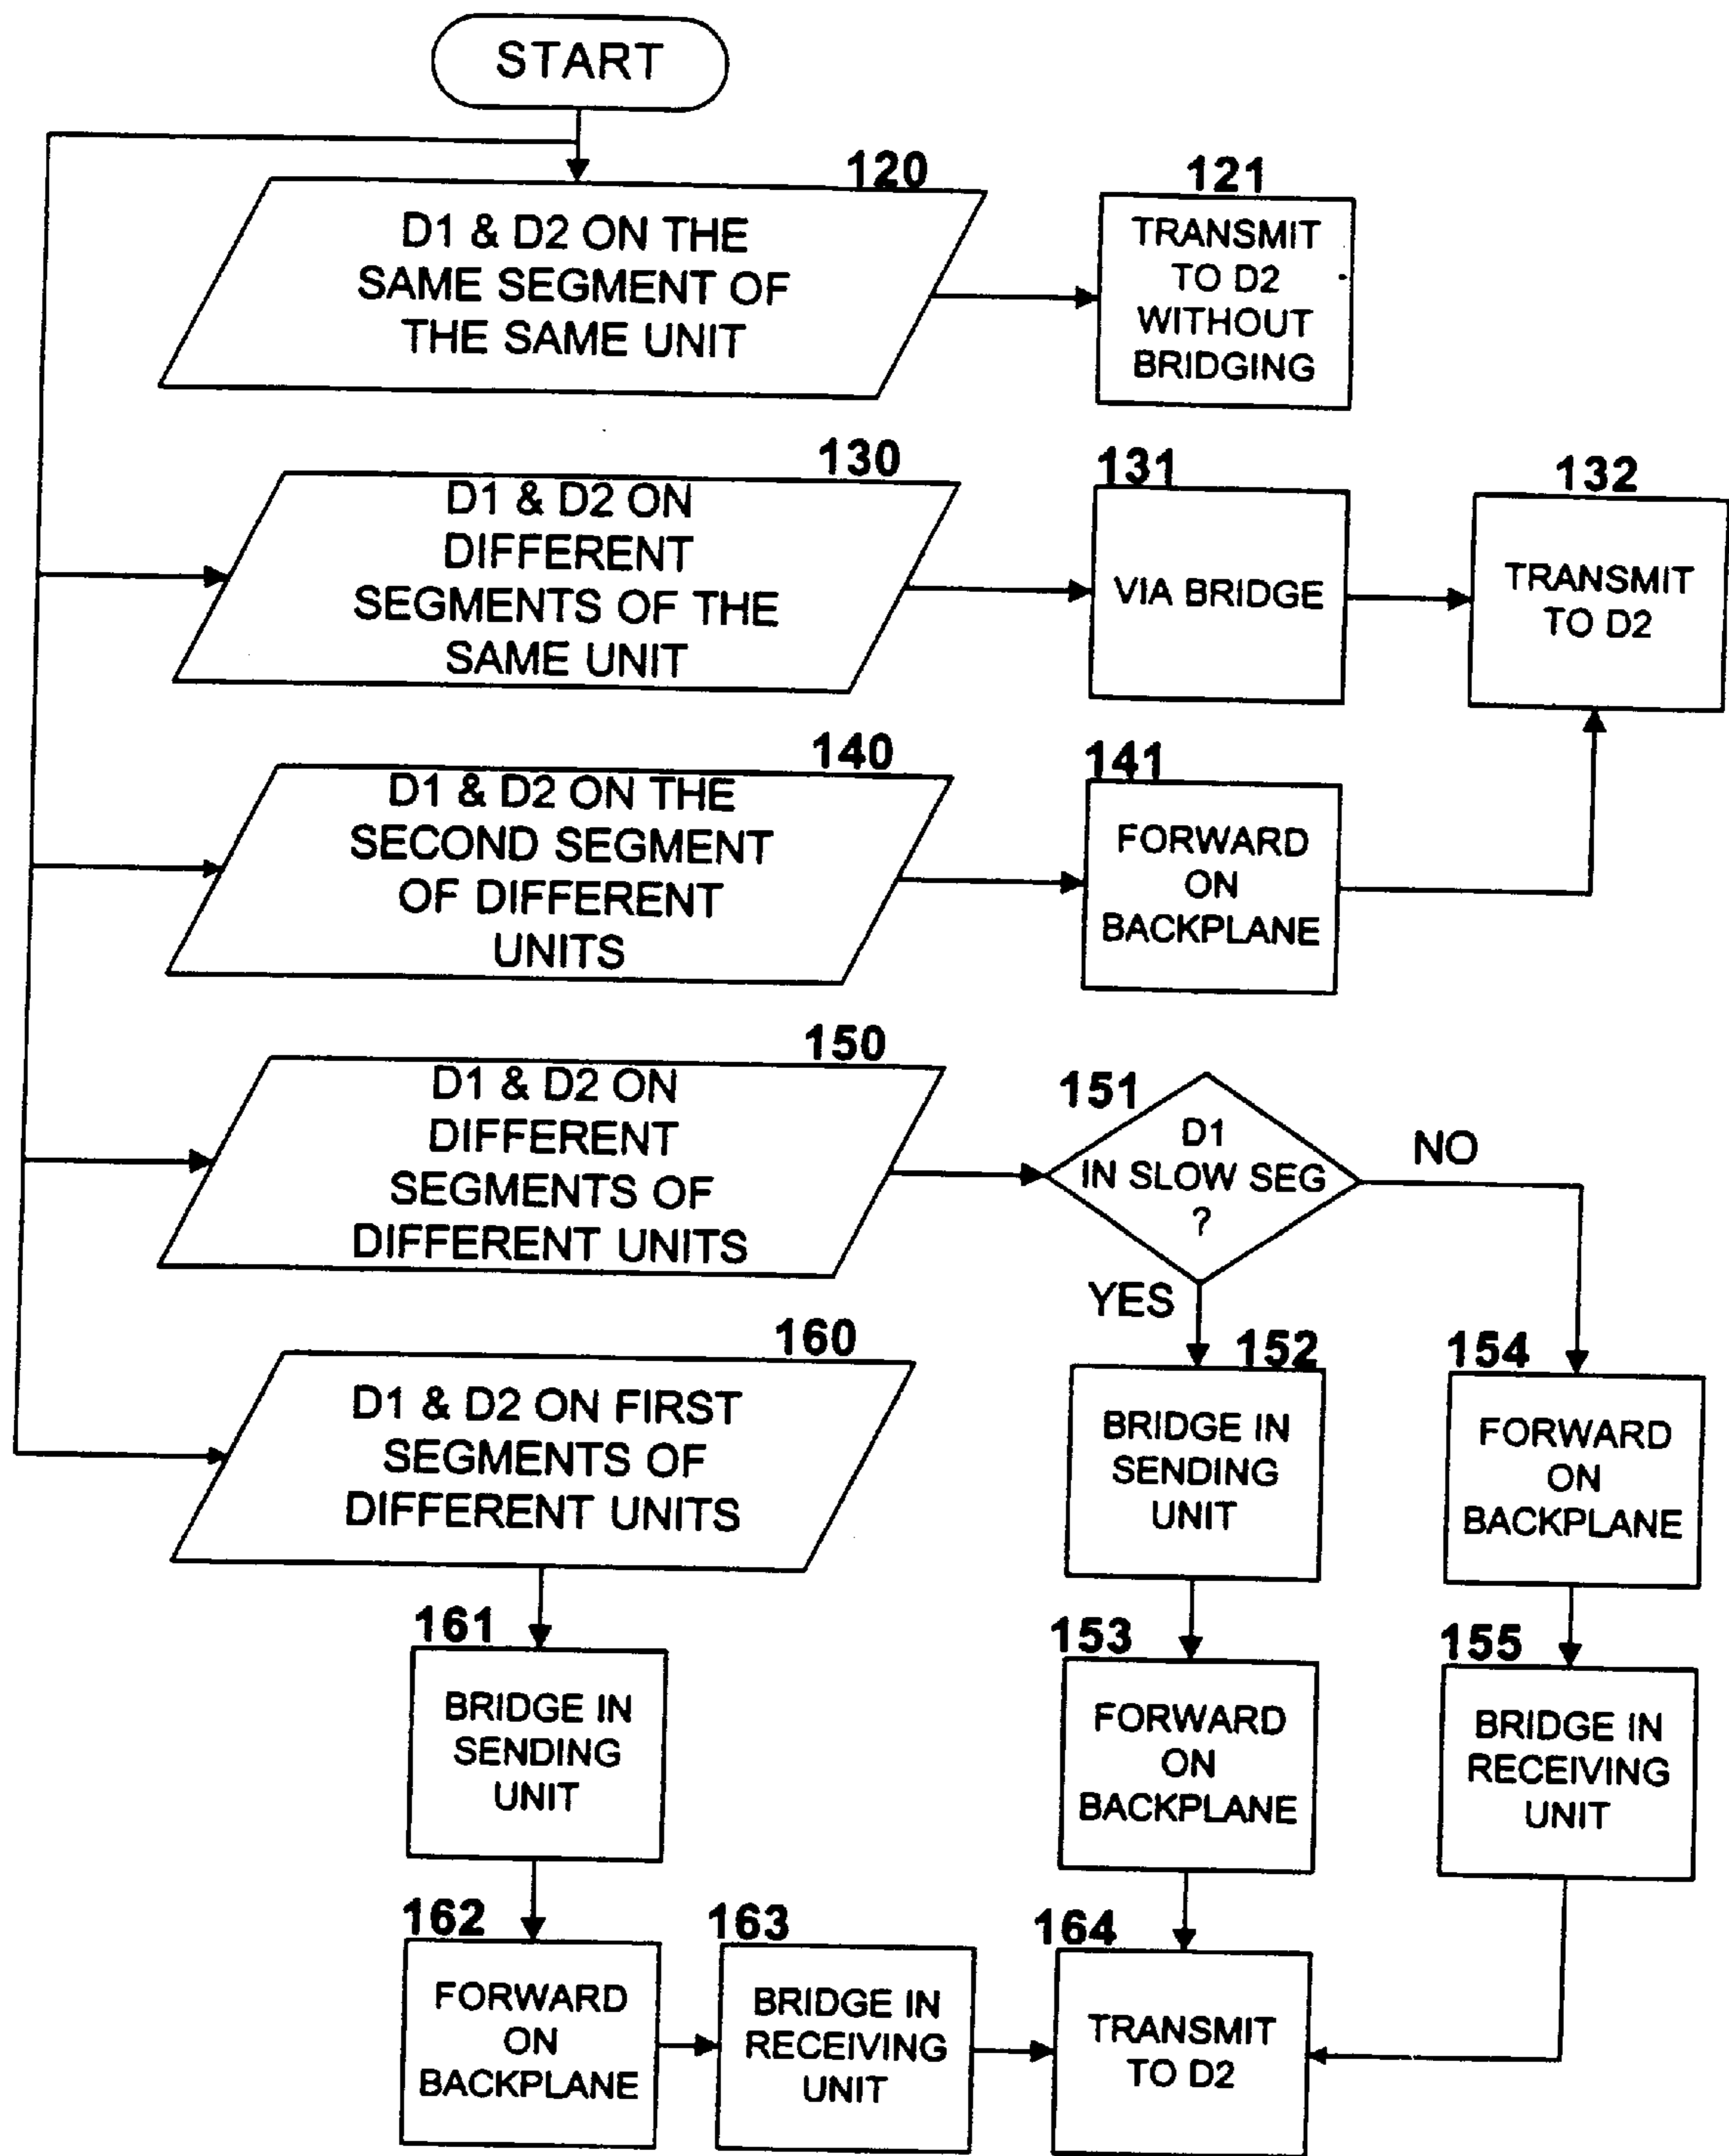 START
120
D1 & D2 ON THE
SAME SEGMENT OF
THE SAME UNIT
121
TRANSMIT
TO D2
WITHOUT
BRIDGING
130
D1 & D2 ON
DIFFERENT
SEGMENTS OF THE
SAME UNIT
131
VIA BRIDGE
132
TRANSMIT
TO D2
140
D1 & D2 ON THE
SECOND SEGMENT
OF DIFFERENT
UNITS
141
FORWARD
ON
BACKPLANE
150
D1 & D2 ON
DIFFERENT
SEGMENTS OF
DIFFERENT UNITS
151
D1
IN SLOW SEG
?
NO
YES
160
D1 & D2 ON FIRST
SEGMENTS OF
DIFFERENT UNITS
152
BRIDGE IN
SENDING
UNIT
154
FORWARD
ON
BACKPLANE
161
BRIDGE IN
SENDING
UNIT
153
FORWARD
ON
BACKPLANE
155
BRIDGE IN
RECEIVING
UNIT
162
FORWARD
ON
BACKPLANE
163
BRIDGE IN
RECEIVING
UNIT
164
TRANSMIT
TO D2